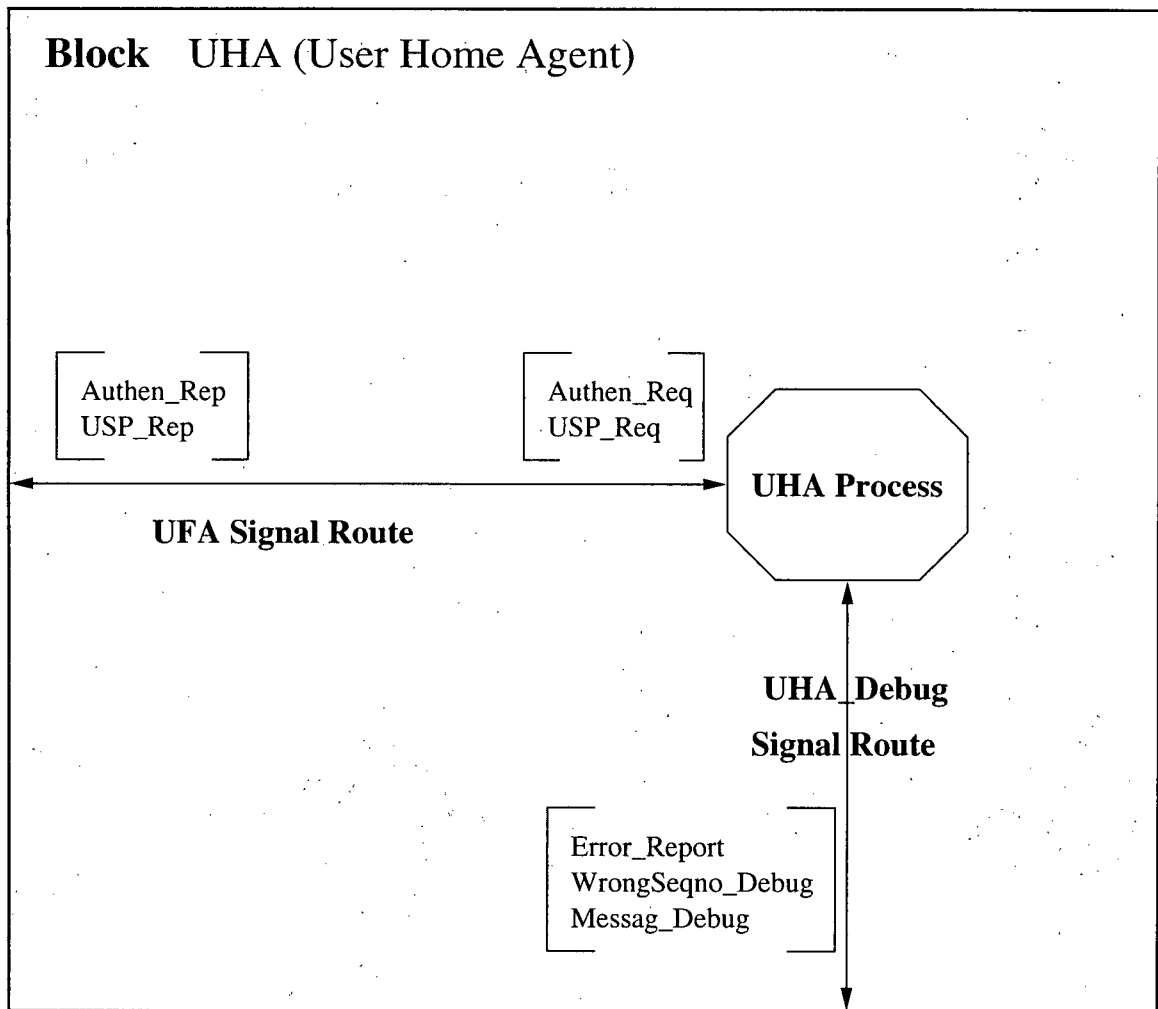 Block UHA (User Home Agent)
Authen_Rep
USP_Rep
Authen_Req
USP_Req
UHA Process
UFA Signal Route
UHA_Debug
Signal Route
Error_Report
WrongSeqno_Debug
Messag_Debug